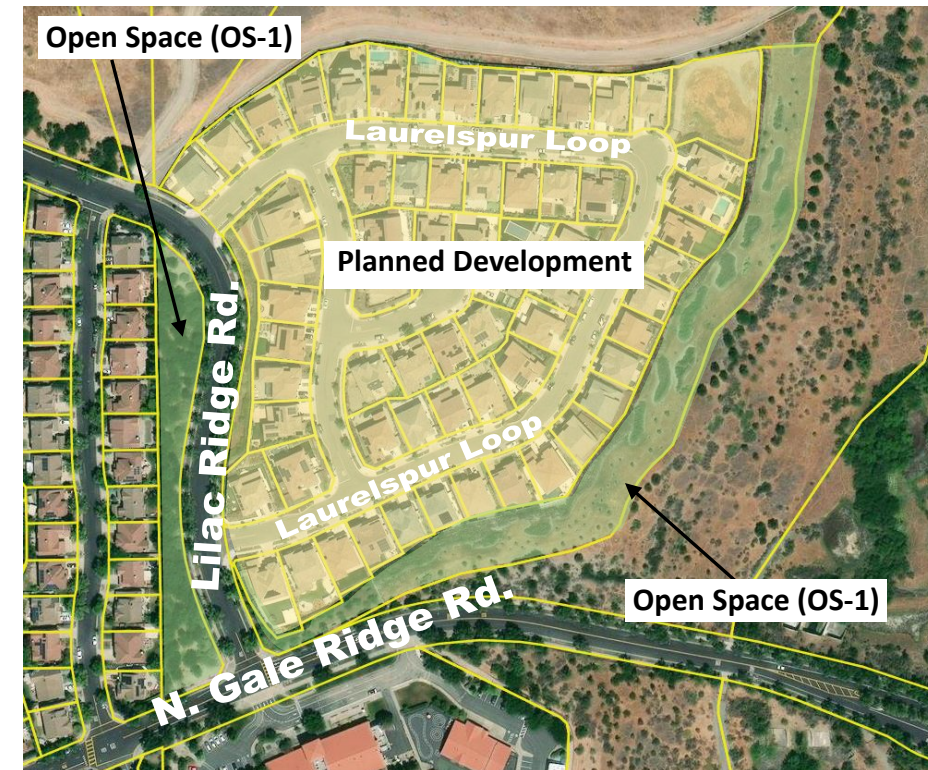 Open Space (OS-1)
Laurelspur Loop
Planned Development
Lilac Ridge Rd.
Laurelspur Loop
Open Space (OS-1)
N. Gale Ridge Rd.